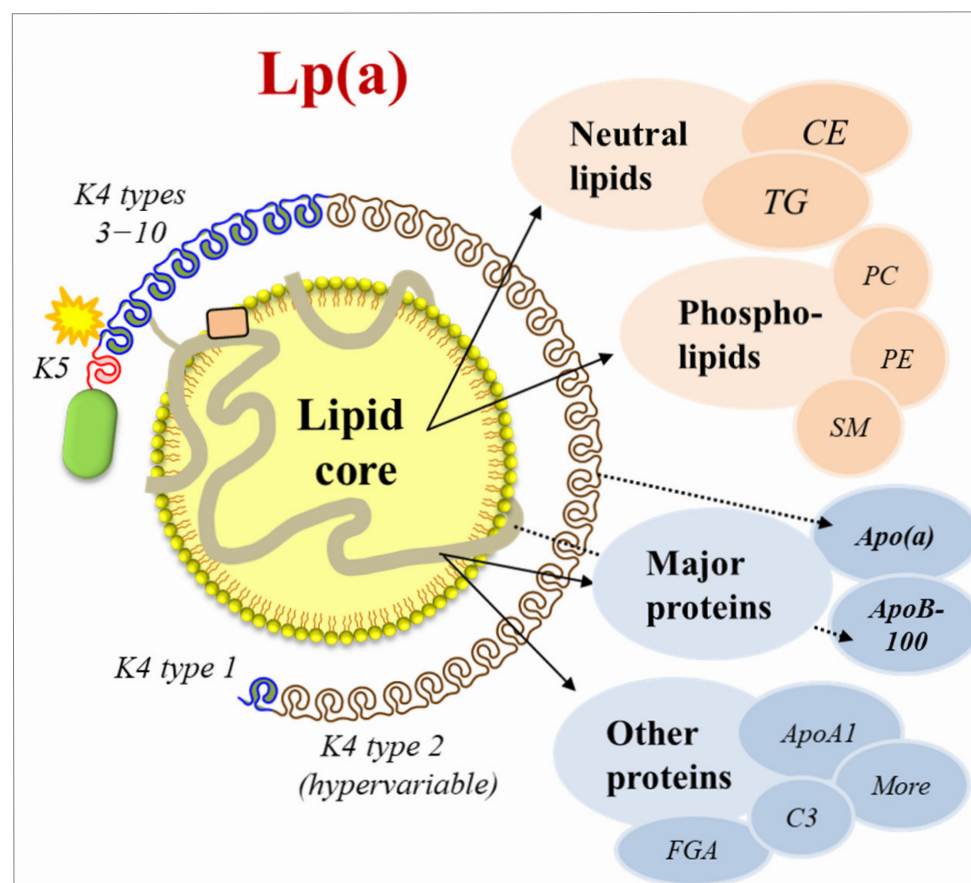 Lp(a)
Neutral
lipids
CE
TG
K4 types
3−10
K5
Phospho-
lipids
PC
PE
SM
Lipid
core
Major
proteins
Apo(a)
ApoB-
100
K4 type 1
K4 type 2
(hypervariable)
Other
proteins
ApoA1
More
C3
FGA